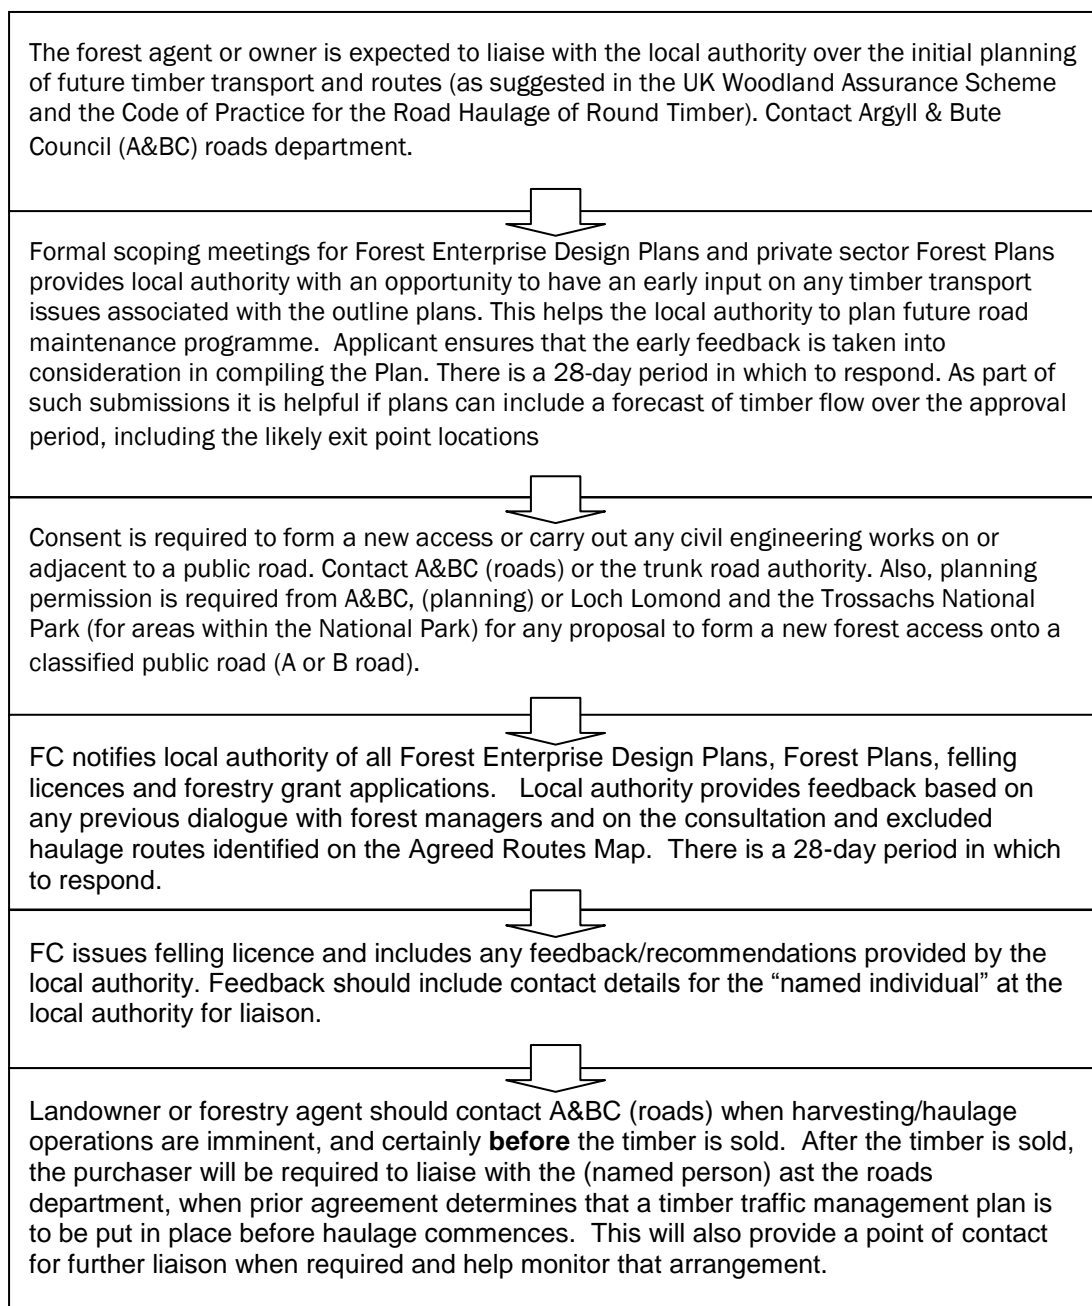 The forest agent or owner is expected to liaise with the local authority over the initial planning
of future timber transport and routes (as suggested in the UK Woodland Assurance Scheme
and the Code of Practice for the Road Haulage of Round Timber). Contact Argyll & Bute
Council (A&BC) roads department.
Formal scoping meetings for Forest Enterprise Design Plans and private sector Forest Plans
provides local authority with an opportunity to have an early input on any timber transport
issues associated with the outline plans. This helps the local authority to plan future road
maintenance programme.  Applicant ensures that the early feedback is taken into
consideration in compiling the Plan. There is a 28-day period in which to respond. As part of
such submissions it is helpful if plans can include a forecast of timber flow over the approval
period, including the likely exit point locations
Consent is required to form a new access or carry out any civil engineering works on or
adjacent to a public road. Contact A&BC (roads) or the trunk road authority. Also, planning
permission is required from A&BC, (planning) or Loch Lomond and the Trossachs National
Park (for areas within the National Park) for any proposal to form a new forest access onto a
classified public road (A or B road).
FC notifies local authority of all Forest Enterprise Design Plans, Forest Plans, felling
licences and forestry grant applications.   Local authority provides feedback based on
any previous dialogue with forest managers and on the consultation and excluded
haulage routes identified on the Agreed Routes Map.  There is a 28-day period in which
to respond.
FC issues felling licence and includes any feedback/recommendations provided by the
local authority. Feedback should include contact details for the “named individual” at the
local authority for liaison.
Landowner or forestry agent should contact A&BC (roads) when harvesting/haulage
operations are imminent, and certainly before the timber is sold.  After the timber is sold,
the purchaser will be required to liaise with the (named person) ast the roads
department, when prior agreement determines that a timber traffic management plan is
to be put in place before haulage commences.  This will also provide a point of contact
for further liaison when required and help monitor that arrangement.